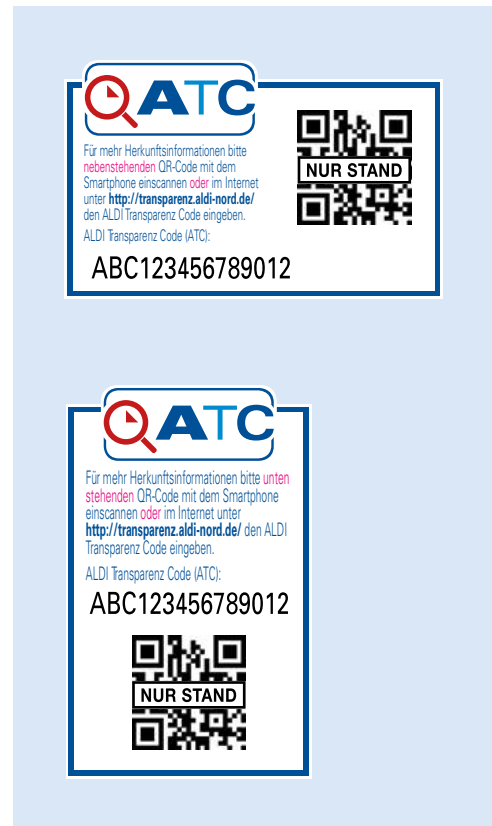 ATC
Für mehr Herkunftsinformationen bitte
nebenstehenden QR-Code mit dem
Smartphone einscannen oder im Internet
unter http://transparenz.aldi-nord.de/
den ALDI Transparenz Code eingeben.
ALDI Transparenz Code (ATC):
ABC123456789012
NUR STAND
ATC
Für mehr Herkunftsinformationen bitte unten
stehenden QR-Code mit dem Smartphone
einscannen oder im Internet unter
http://transparenz.aldi-nord.de/ den ALDI
Transparenz Code eingeben.
ALDI Transparenz Code (ATC):
ABC123456789012
NUR STAND